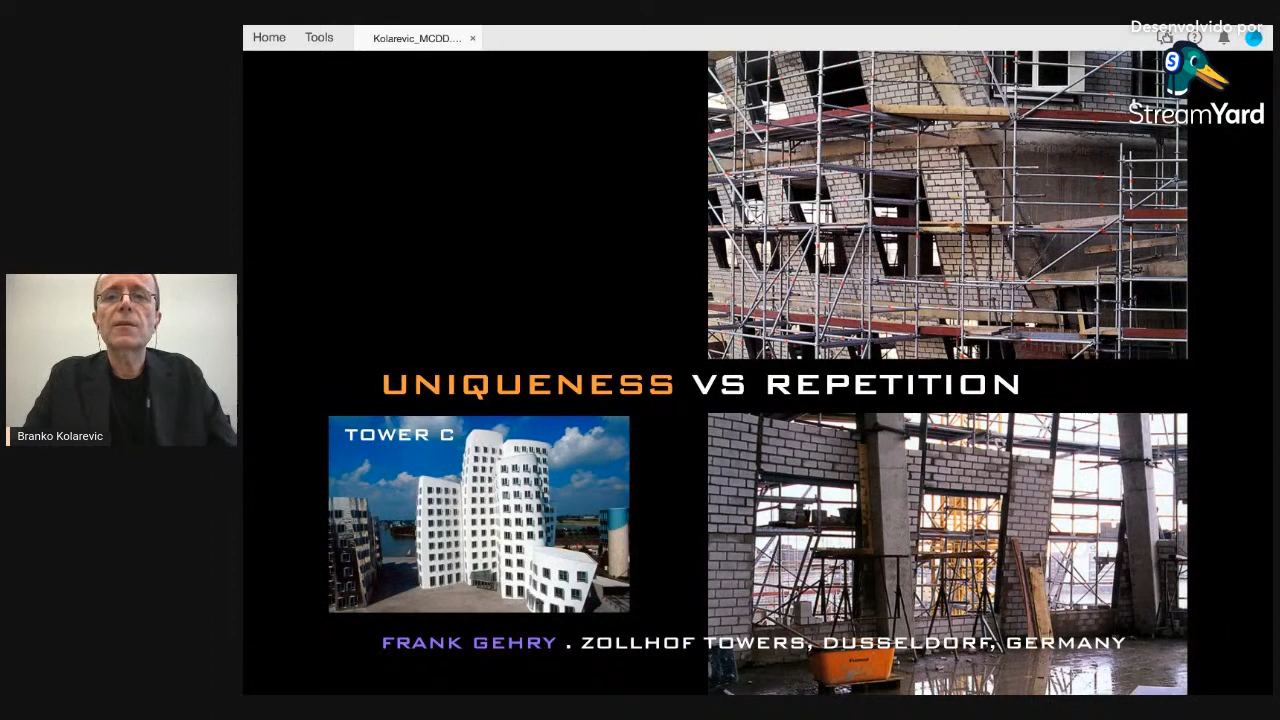 Desenvolvido por
Home Tools Kolarevic_MCDD.... ×
StreamYard
UNIQUENESS VS REPETITION
TOWER C
Branko Kolarevic
FRANK GEHRY . ZOLLHOF TOWERS, DUSSELDORF, GERMANY